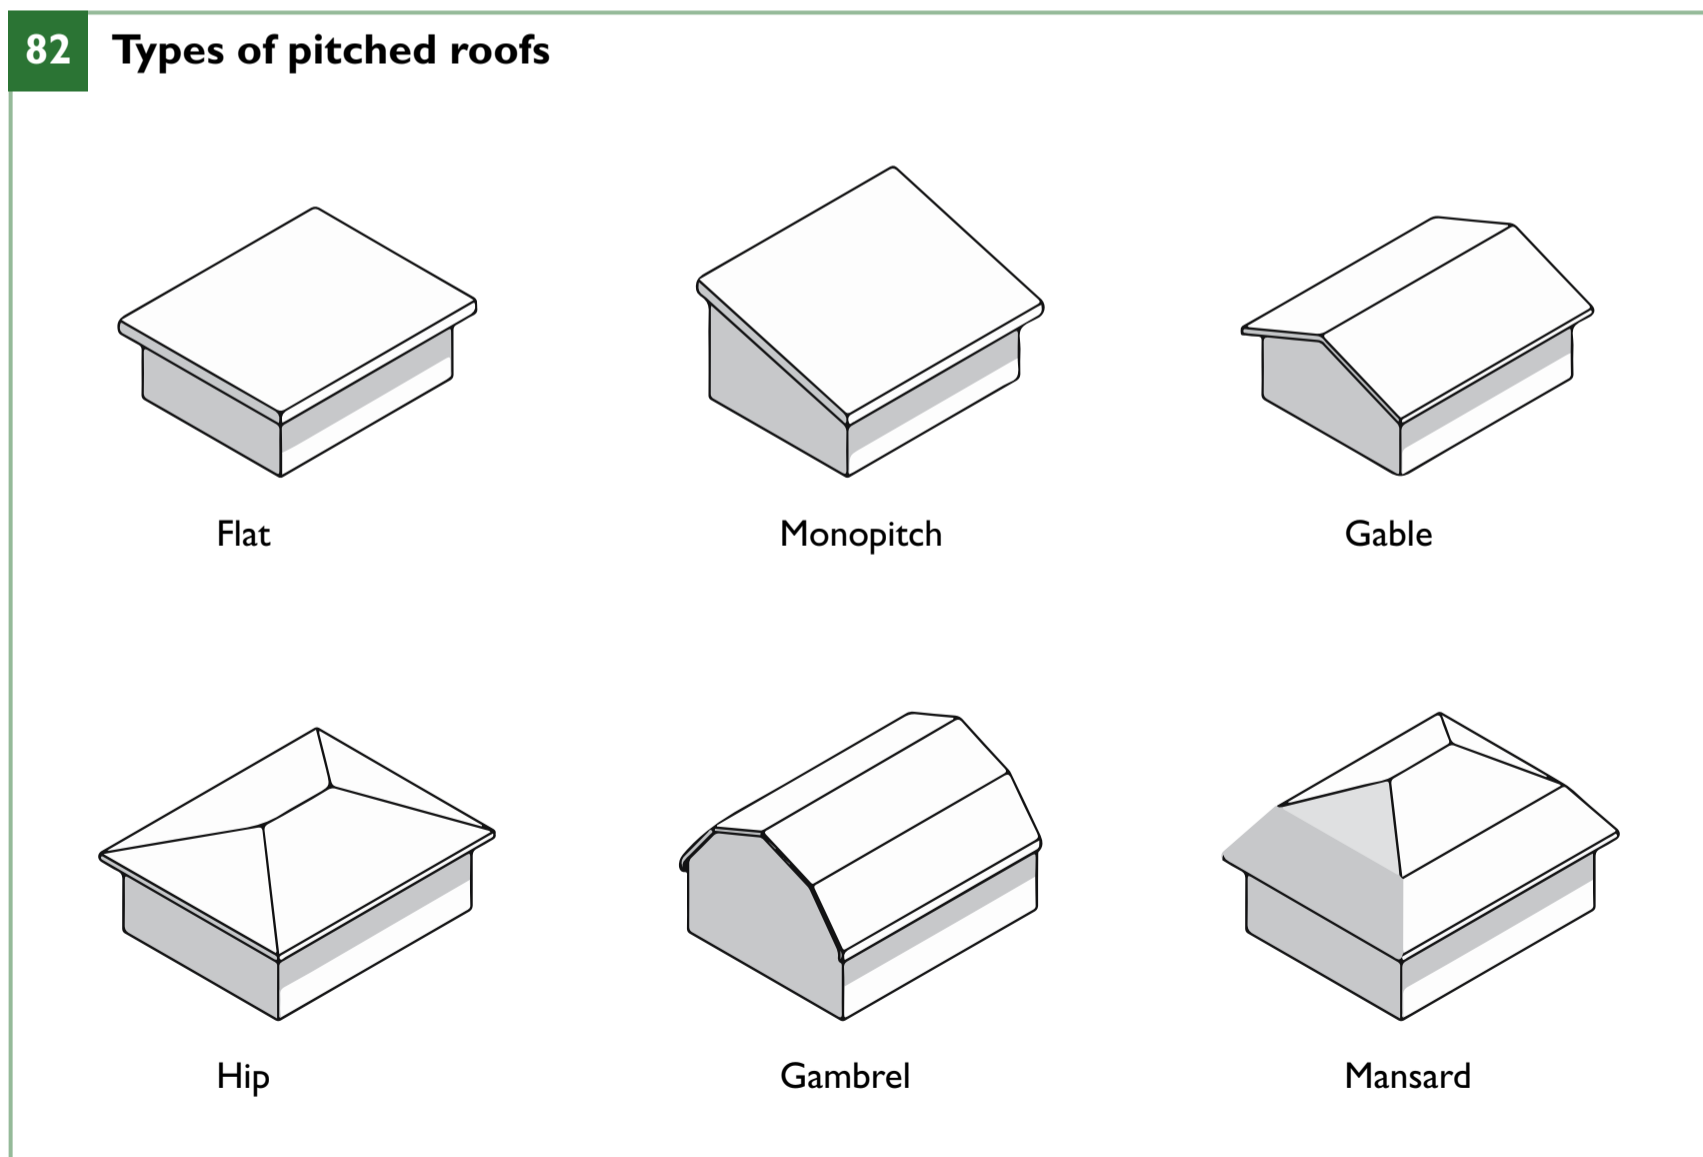 82 Types of pitched roofs
Flat Monopitch Gable
Hip Gambrel Mansard